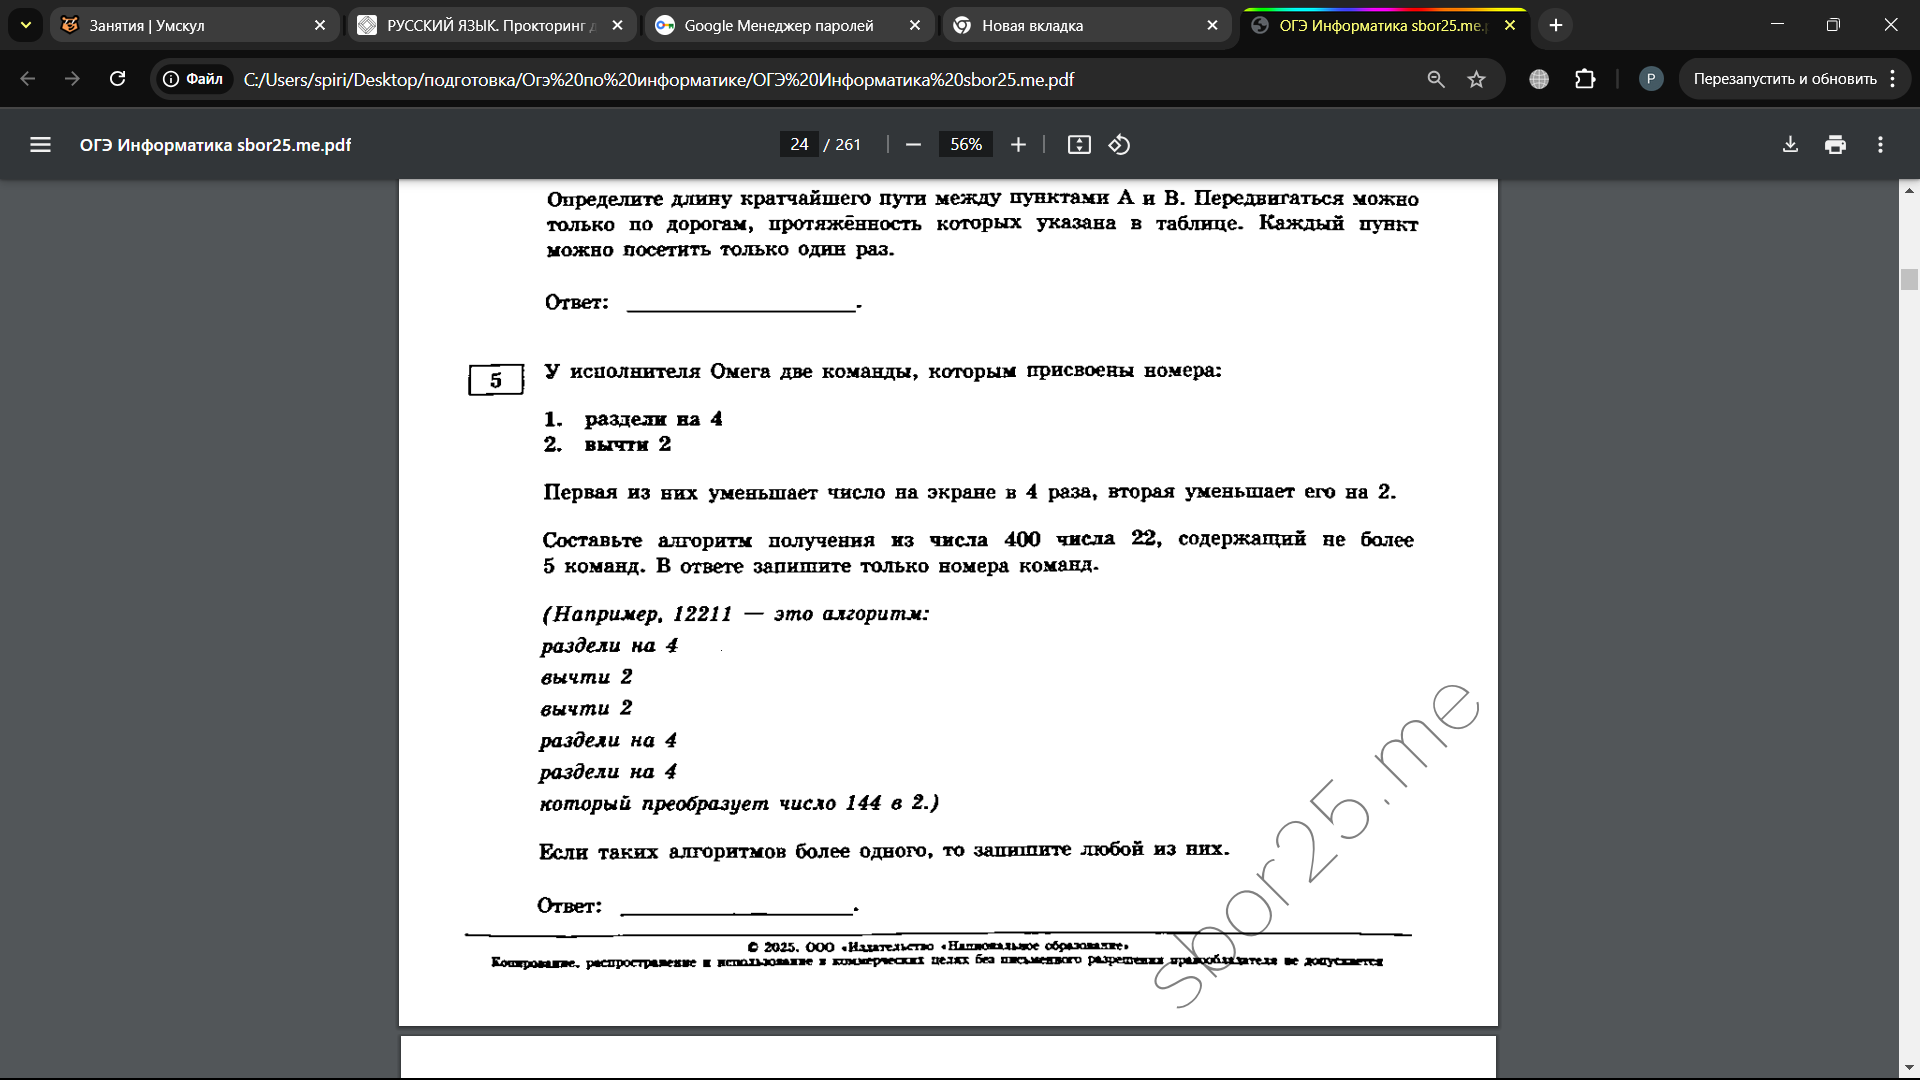 Занятия | Умскул
РУССКИЙ ЯЗЫК. Прокторинг д
Google Менеджер паролей
Новая вкладка
ОГЭ Информатика sbor25.me.p
Файл
C:/Users/spiri/Desktop/подготовка/Огэ%20по%20информатике/ОГЭ%20Информатика%20sbor25.me.pdf
P
Перезапустить и обновить
ОГЭ Информатика sbor25.me.pdf
24 / 261
56%
Определите длину кратчайшего пути между пунктами A и B. Передвигаться можно
только по дорогам, протяжённость которых указана в таблице. Каждый пункт
можно посетить только один раз.
Ответ: ____________________.
5
У исполнителя Омега две команды, которым присвоены номера:
1. раздели на 4
2. вычти 2
Первая из них уменьшает число на экране в 4 раза, вторая уменьшает его на 2.
Составьте алгоритм получения из числа 400 числа 22, содержащий не более
5 команд. В ответе запишите только номера команд.
(Например, 12211 — это алгоритм:
раздели на 4
вычти 2
вычти 2
раздели на 4
раздели на 4
который преобразует число 144 в 2.)
Если таких алгоритмов более одного, то запишите любой из них.
Ответ: ____________________.
© 2025. ООО «Издательство «Национальное образование»
Копирование, распространение и использование в коммерческих целях без письменного разрешения правообладателя не допускается
sbor25.me